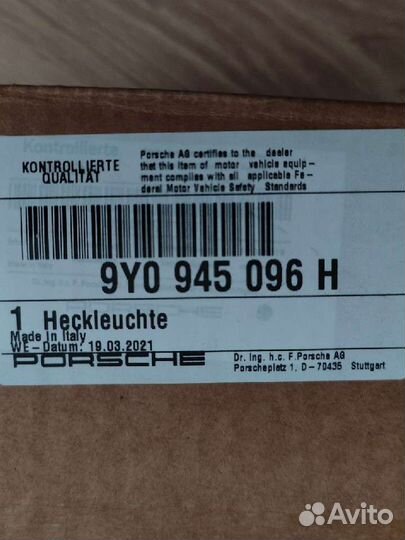 KONTROLLIERTE
QUALITÄT
Porsche AG certifies to the dealer
that this item of motor vehicle equip-
ment complies with all applicable Fe-
deral Motor Vehicle Safety Standards
9Y0 945 096 H
1 Heckleuchte
Made in Italy
WE-Datum: 19.03.2021
PORSCHE
Dr. Ing. h.c. F.Porsche AG
Porscheplatz 1, D-70435 Stuttgart
Avito